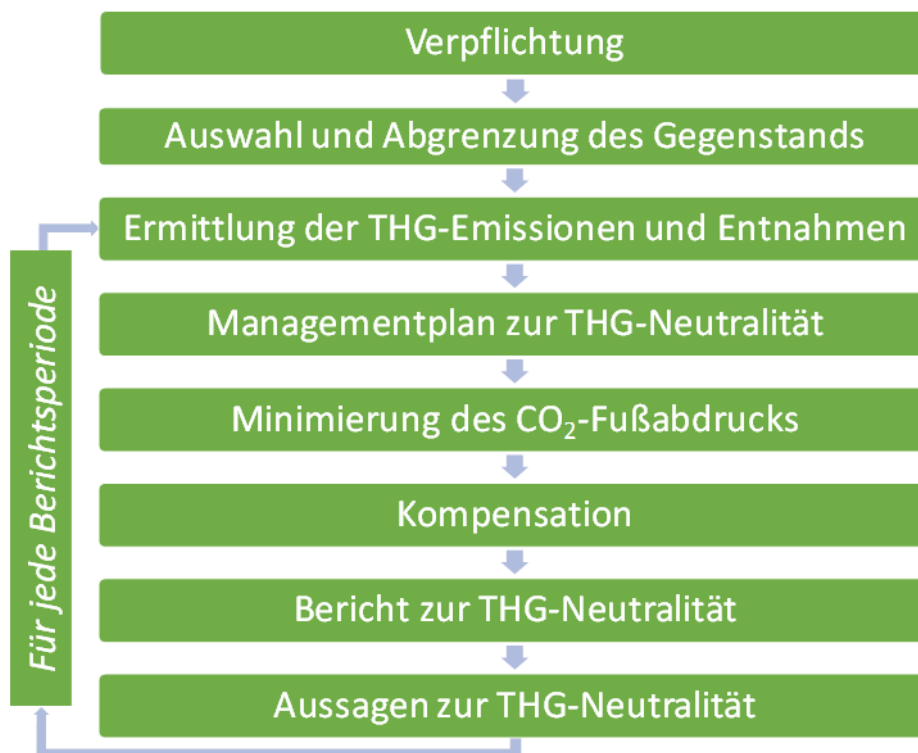 Verpflichtung
Auswahl und Abgrenzung des Gegenstands
Ermittlung der THG-Emissionen und Entnahmen
Managementplan zur THG-Neutralität
Minimierung des CO₂-Fußabdrucks
Kompensation
Bericht zur THG-Neutralität
Aussagen zur THG-Neutralität
Für jede Berichtsperiode